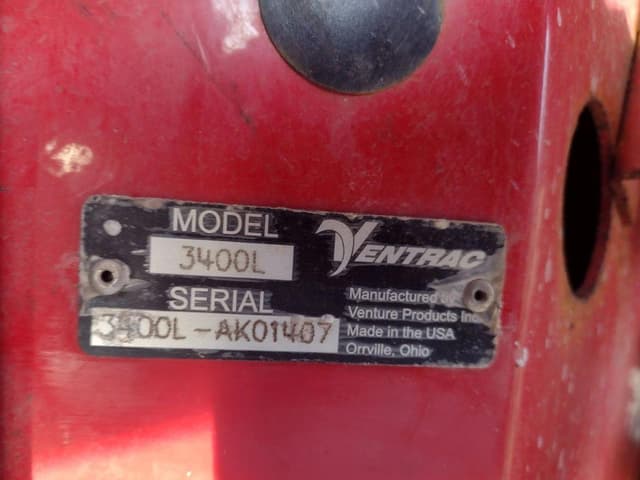 MODEL
3400L
VENTRAC
SERIAL
3400L-AK01407
Manufactured by
Venture Products Inc
Made in the USA
Orrville, Ohio